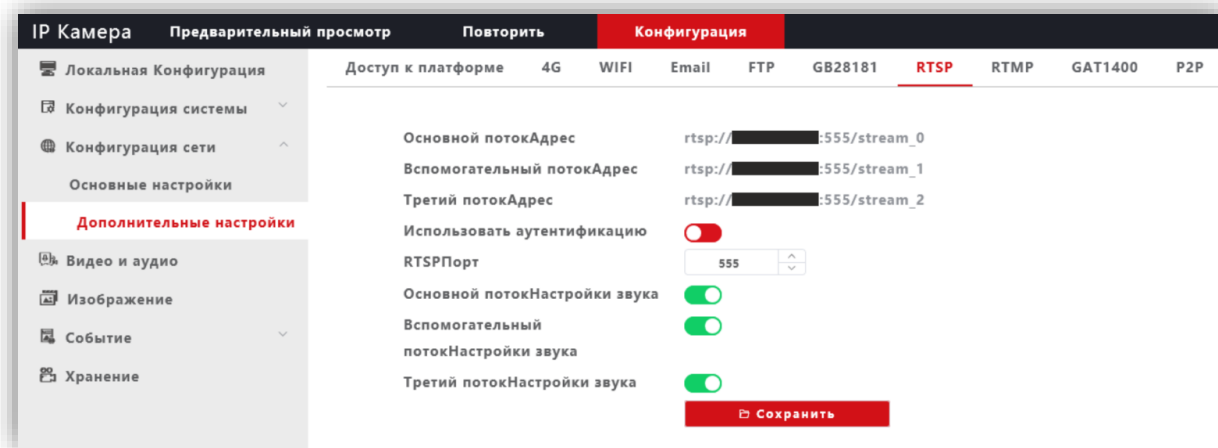 IP Камера Предварительный просмотр Повторить Конфигурация
Локальная Конфигурация
Конфигурация системы
Конфигурация сети
Основные настройки
Дополнительные настройки
Видео и аудио
Изображение
Событие
Хранение
Доступ к платформе 4G WIFI Email FTP GB28181 RTSP RTMP GAT1400 P2P
Основной потокАдрес rtsp:// :555/stream_0
Вспомогательный потокАдрес rtsp:// :555/stream_1
Третий потокАдрес rtsp:// :555/stream_2
Использовать аутентификацию
RTSPПорт 555
Основной потокНастройки звука
Вспомогательный
потокНастройки звука
Третий потокНастройки звука
Сохранить